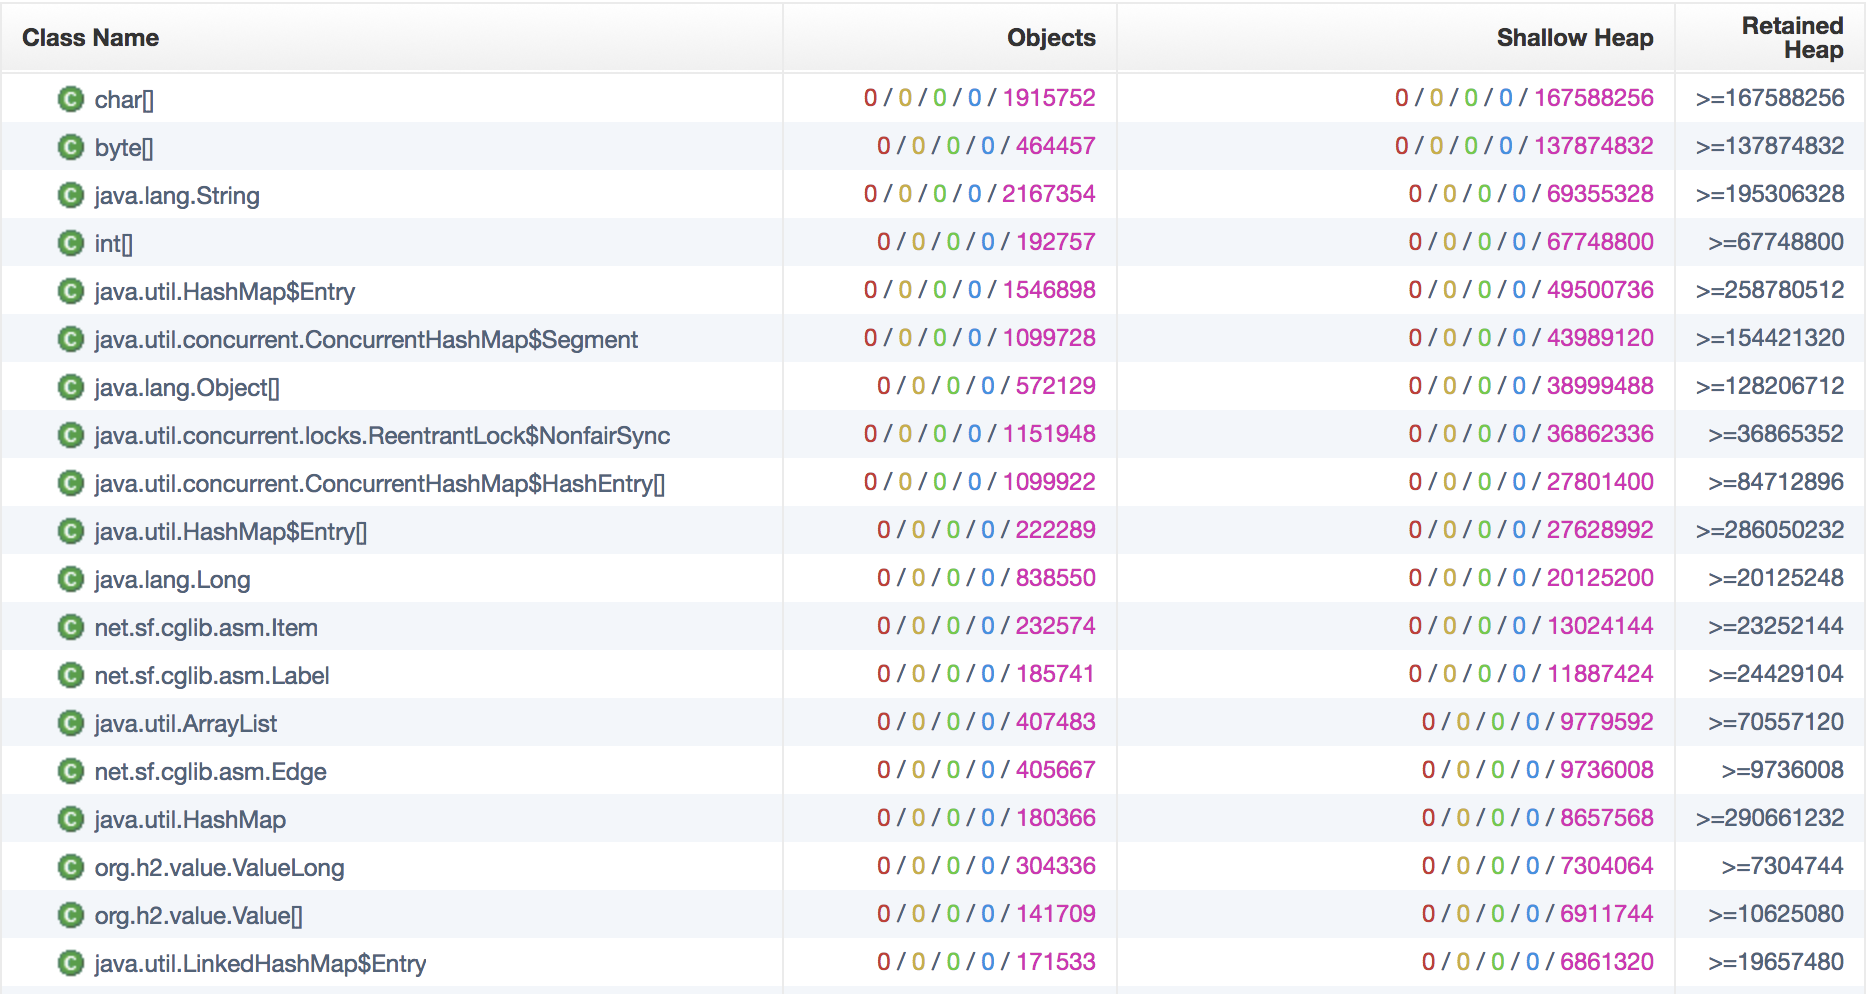 Class Name Objects Shallow Heap Retained Heap
C char[] 0 / 0 / 0 / 0 / 1915752 0 / 0 / 0 / 0 / 167588256 >=167588256
C byte[] 0 / 0 / 0 / 0 / 464457 0 / 0 / 0 / 0 / 137874832 >=137874832
C java.lang.String 0 / 0 / 0 / 0 / 2167354 0 / 0 / 0 / 0 / 69355328 >=195306328
C int[] 0 / 0 / 0 / 0 / 192757 0 / 0 / 0 / 0 / 67748800 >=67748800
C java.util.HashMap$Entry 0 / 0 / 0 / 0 / 1546898 0 / 0 / 0 / 0 / 49500736 >=258780512
C java.util.concurrent.ConcurrentHashMap$Segment 0 / 0 / 0 / 0 / 1099728 0 / 0 / 0 / 0 / 43989120 >=154421320
C java.lang.Object[] 0 / 0 / 0 / 0 / 572129 0 / 0 / 0 / 0 / 38999488 >=128206712
C java.util.concurrent.locks.ReentrantLock$NonfairSync 0 / 0 / 0 / 0 / 1151948 0 / 0 / 0 / 0 / 36862336 >=36865352
C java.util.concurrent.ConcurrentHashMap$HashEntry[] 0 / 0 / 0 / 0 / 1099922 0 / 0 / 0 / 0 / 27801400 >=84712896
C java.util.HashMap$Entry[] 0 / 0 / 0 / 0 / 222289 0 / 0 / 0 / 0 / 27628992 >=286050232
C java.lang.Long 0 / 0 / 0 / 0 / 838550 0 / 0 / 0 / 0 / 20125200 >=20125248
C net.sf.cglib.asm.Item 0 / 0 / 0 / 0 / 232574 0 / 0 / 0 / 0 / 13024144 >=23252144
C net.sf.cglib.asm.Label 0 / 0 / 0 / 0 / 185741 0 / 0 / 0 / 0 / 11887424 >=24429104
C java.util.ArrayList 0 / 0 / 0 / 0 / 407483 0 / 0 / 0 / 0 / 9779592 >=70557120
C net.sf.cglib.asm.Edge 0 / 0 / 0 / 0 / 405667 0 / 0 / 0 / 0 / 9736008 >=9736008
C java.util.HashMap 0 / 0 / 0 / 0 / 180366 0 / 0 / 0 / 0 / 8657568 >=290661232
C org.h2.value.ValueLong 0 / 0 / 0 / 0 / 304336 0 / 0 / 0 / 0 / 7304064 >=7304744
C org.h2.value.Value[] 0 / 0 / 0 / 0 / 141709 0 / 0 / 0 / 0 / 6911744 >=10625080
C java.util.LinkedHashMap$Entry 0 / 0 / 0 / 0 / 171533 0 / 0 / 0 / 0 / 6861320 >=19657480